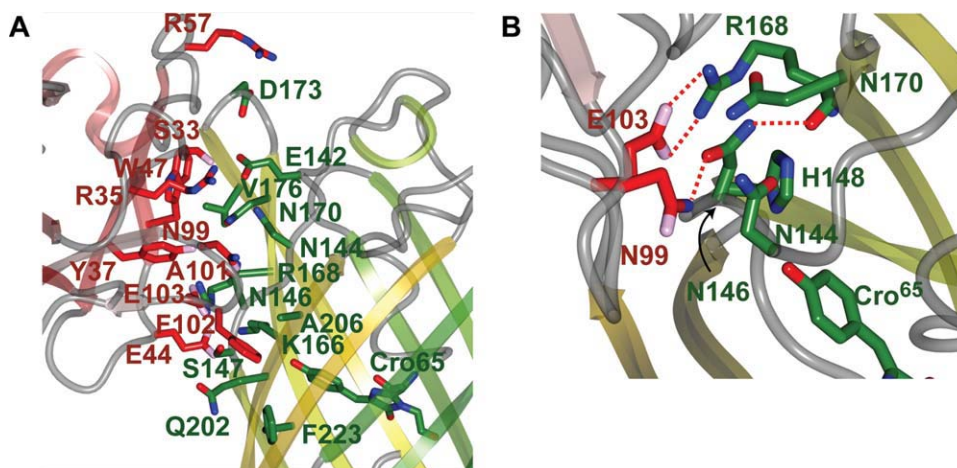 A
R57
D173
S33
W47
E142
R35
V176
N170
N99
N144
Y37
A101
R168
E103
N146
E102
A206
E44
K166
S147
Cro65
Q202
F223
B
R168
N170
E103
H148
N99
N144
N146
Cro⁶⁵